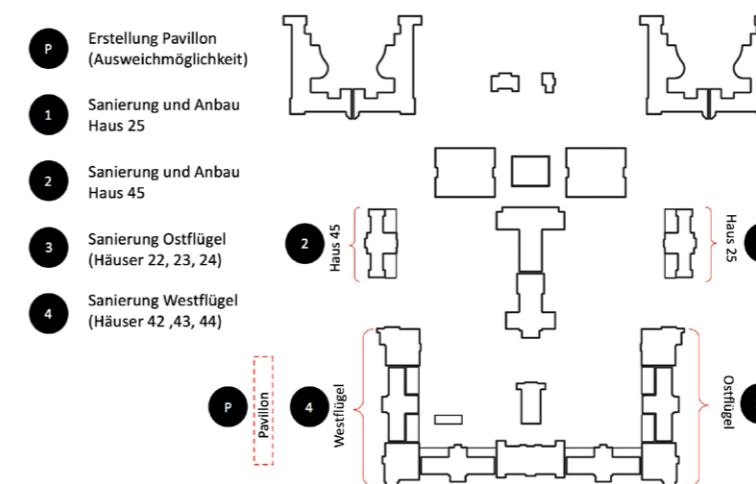 P
Erstellung Pavillon
(Ausweichmöglichkeit)
1
Sanierung und Anbau
Haus 25
2
Sanierung und Anbau
Haus 45
3
Sanierung Ostflügel
(Häuser 22, 23, 24)
4
Sanierung Westflügel
(Häuser 42 ,43, 44)
2
Haus 45
Haus 25
P
Pavillon
4
Westflügel
Ostflügel